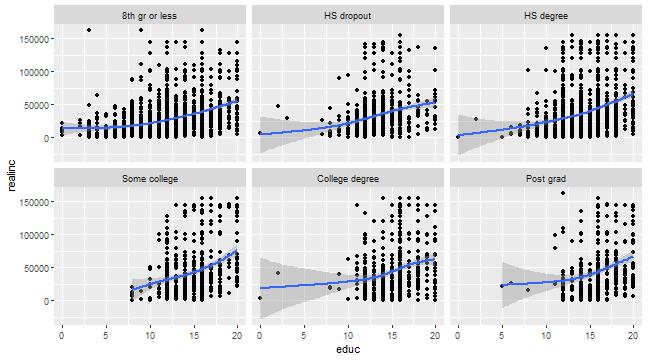 8th gr or less HS dropout HS degree
150000
100000
50000
0
realinc
Some college College degree Post grad
150000
100000
50000
0
0 5 10 15 20 0 5 10 15 20 0 5 10 15 20
educ